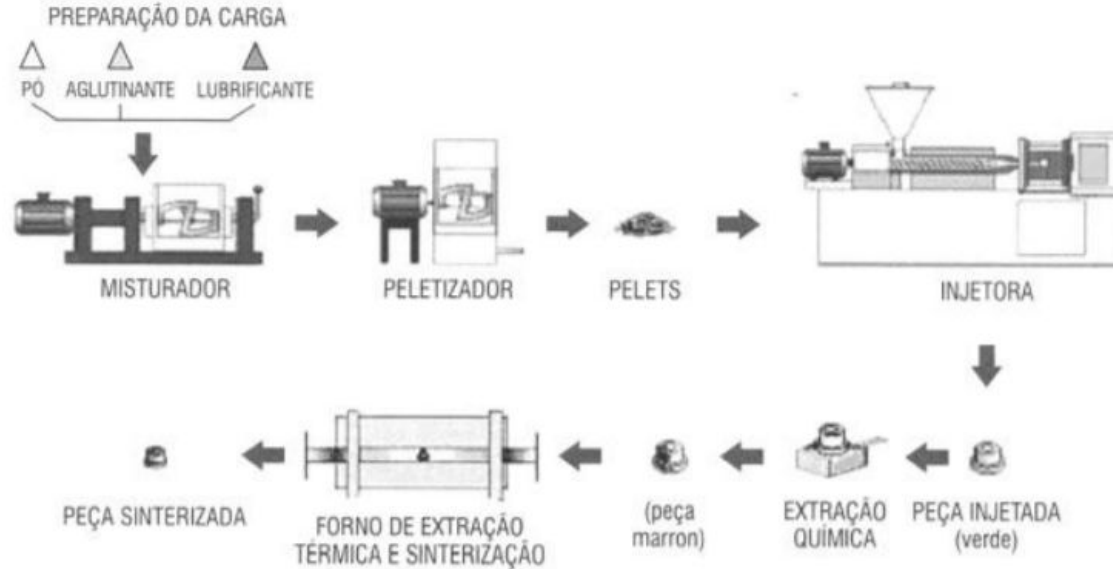 PREPARAÇÃO DA CARGA
PÓ AGLUTINANTE LUBRIFICANTE
MISTURADOR
PELETIZADOR
PELETS
INJETORA
PEÇA SINTERIZADA
FORNO DE EXTRAÇÃO
TÉRMICA E SINTERIZAÇÃO
(peça
marron)
EXTRAÇÃO
QUÍMICA
PEÇA INJETADA
(verde)